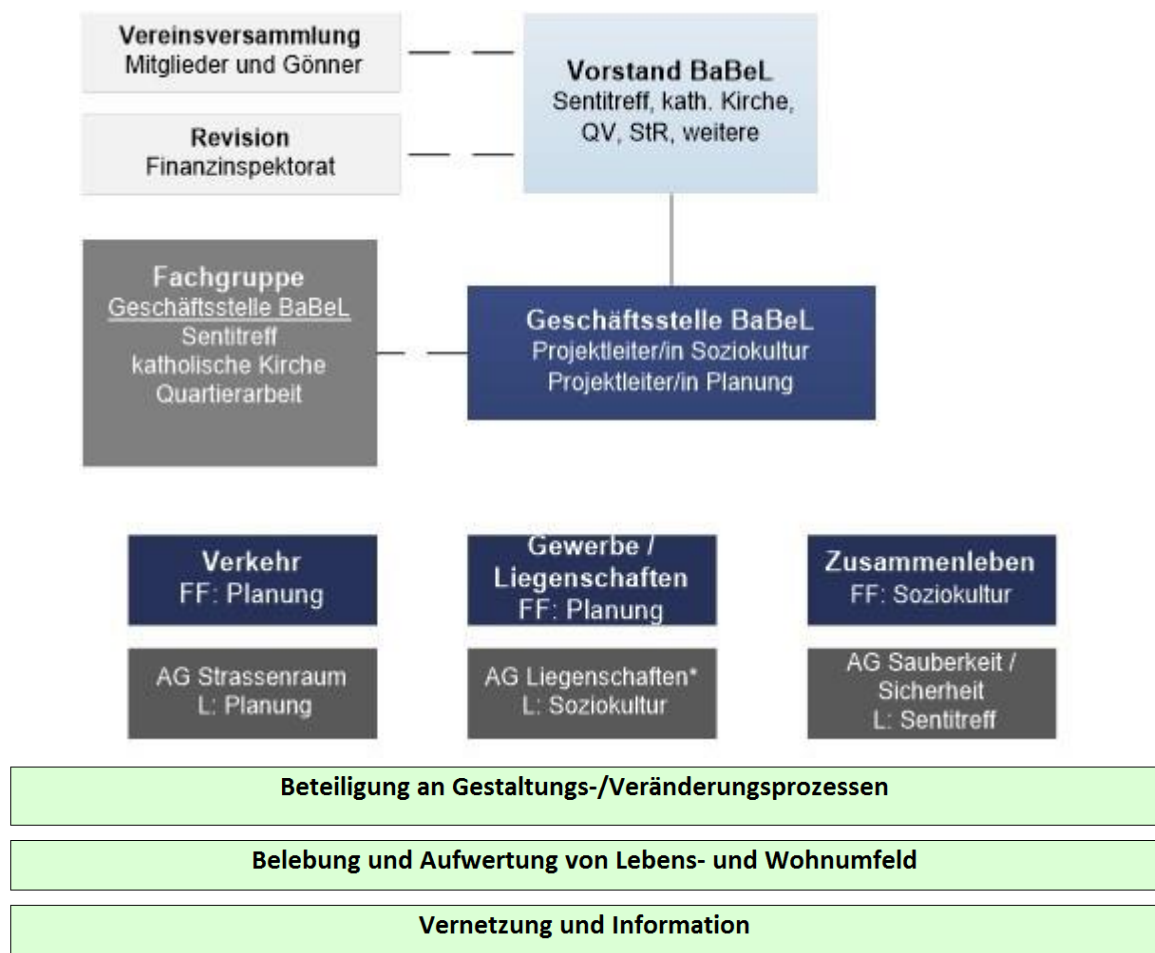 Vereinsversammlung
Mitglieder und Gönner
Vorstand BaBeL
Sentitreff, kath. Kirche,
QV, StR, weitere
Revision
Finanzinspektorat
Fachgruppe
Geschäftsstelle BaBeL
Sentitreff
katholische Kirche
Quartierarbeit
Geschäftsstelle BaBeL
Projektleiter/in Soziokultur
Projektleiter/in Planung
Verkehr
FF: Planung
Gewerbe /
Liegenschaften
FF: Planung
Zusammenleben
FF: Soziokultur
AG Strassenraum
L: Planung
AG Liegenschaften*
L: Soziokultur
AG Sauberkeit /
Sicherheit
L: Sentitreff
Beteiligung an Gestaltungs-/Veränderungsprozessen
Belebung und Aufwertung von Lebens- und Wohnumfeld
Vernetzung und Information